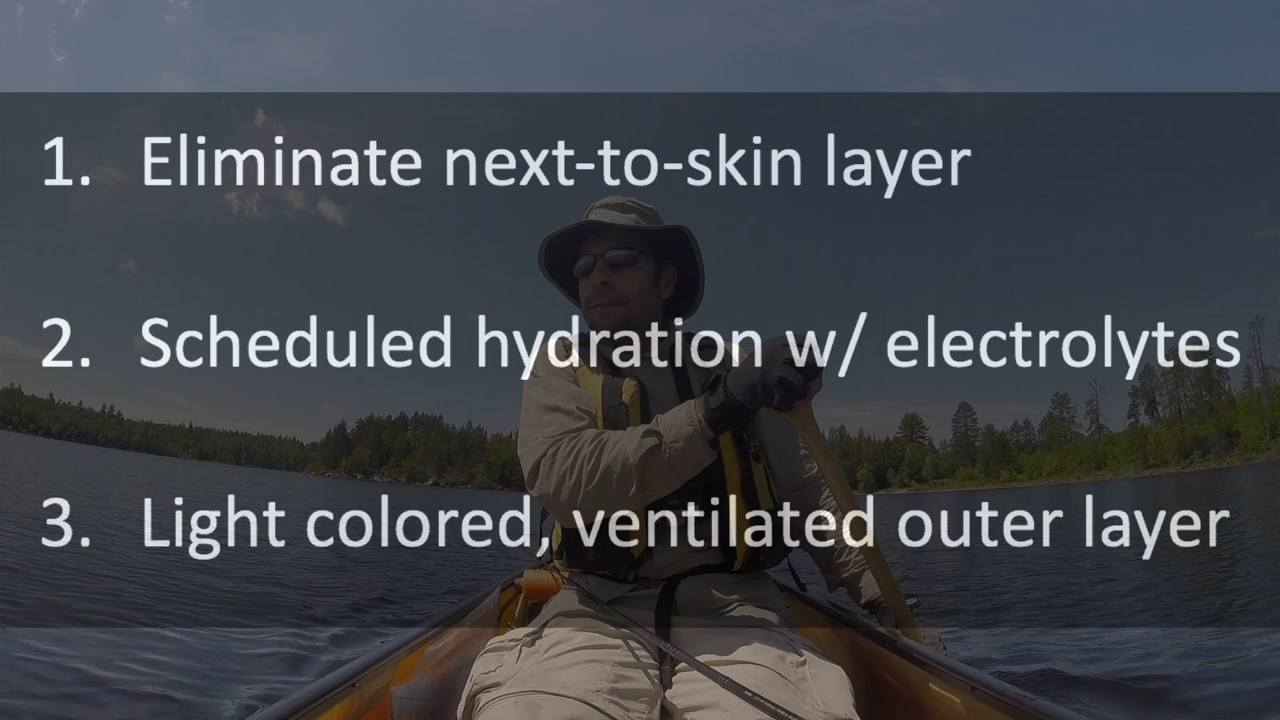 1. Eliminate next-to-skin layer
2. Scheduled hydration w/ electrolytes
3. Light colored, ventilated outer layer